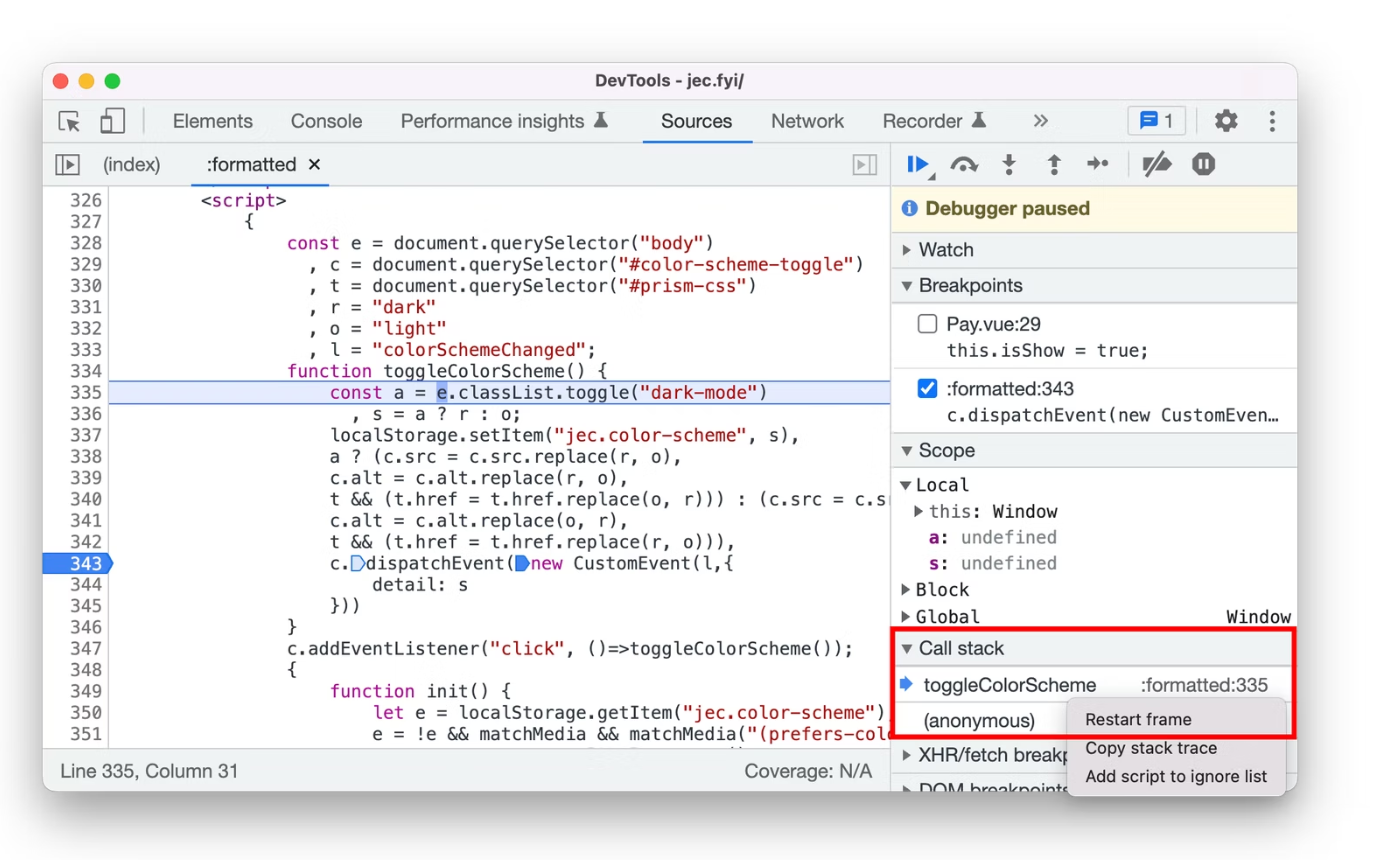 DevTools - jec.fyi/
Elements Console Performance insights Sources Network Recorder » 1
(index) :formatted ×
326 <script>
327 {
328 const e = document.querySelector("body")
329 , c = document.querySelector("#color-scheme-toggle")
330 , t = document.querySelector("#prism-css")
331 , r = "dark"
332 , o = "light"
333 , l = "colorSchemeChanged";
334 function toggleColorScheme() {
335 const a = e.classList.toggle("dark-mode")
336 , s = a ? r : o;
337 localStorage.setItem("jec.color-scheme", s),
338 a ? (c.src = c.src.replace(r, o),
339 c.alt = c.alt.replace(r, o),
340 t && (t.href = t.href.replace(o, r))) : (c.src = c.s
341 c.alt = c.alt.replace(o, r),
342 t && (t.href = t.href.replace(r, o))),
343 c.dispatchEvent(new CustomEvent(l,{
344 detail: s
345 }))
346 }
347 c.addEventListener("click", ()=>toggleColorScheme());
348 {
349 function init() {
350 let e = localStorage.getItem("jec.color-scheme")
351 e = !e && matchMedia && matchMedia("(prefers-col
Line 335, Column 31 Coverage: N/A
Debugger paused
Watch
Breakpoints
Pay.vue:29
this.isShow = true;
:formatted:343
c.dispatchEvent(new CustomEven…
Scope
Local
this: Window
a: undefined
s: undefined
Block
Global Window
Call stack
toggleColorScheme :formatted:335
(anonymous)
XHR/fetch breakp
DOM breakpoints
Restart frame
Copy stack trace
Add script to ignore list